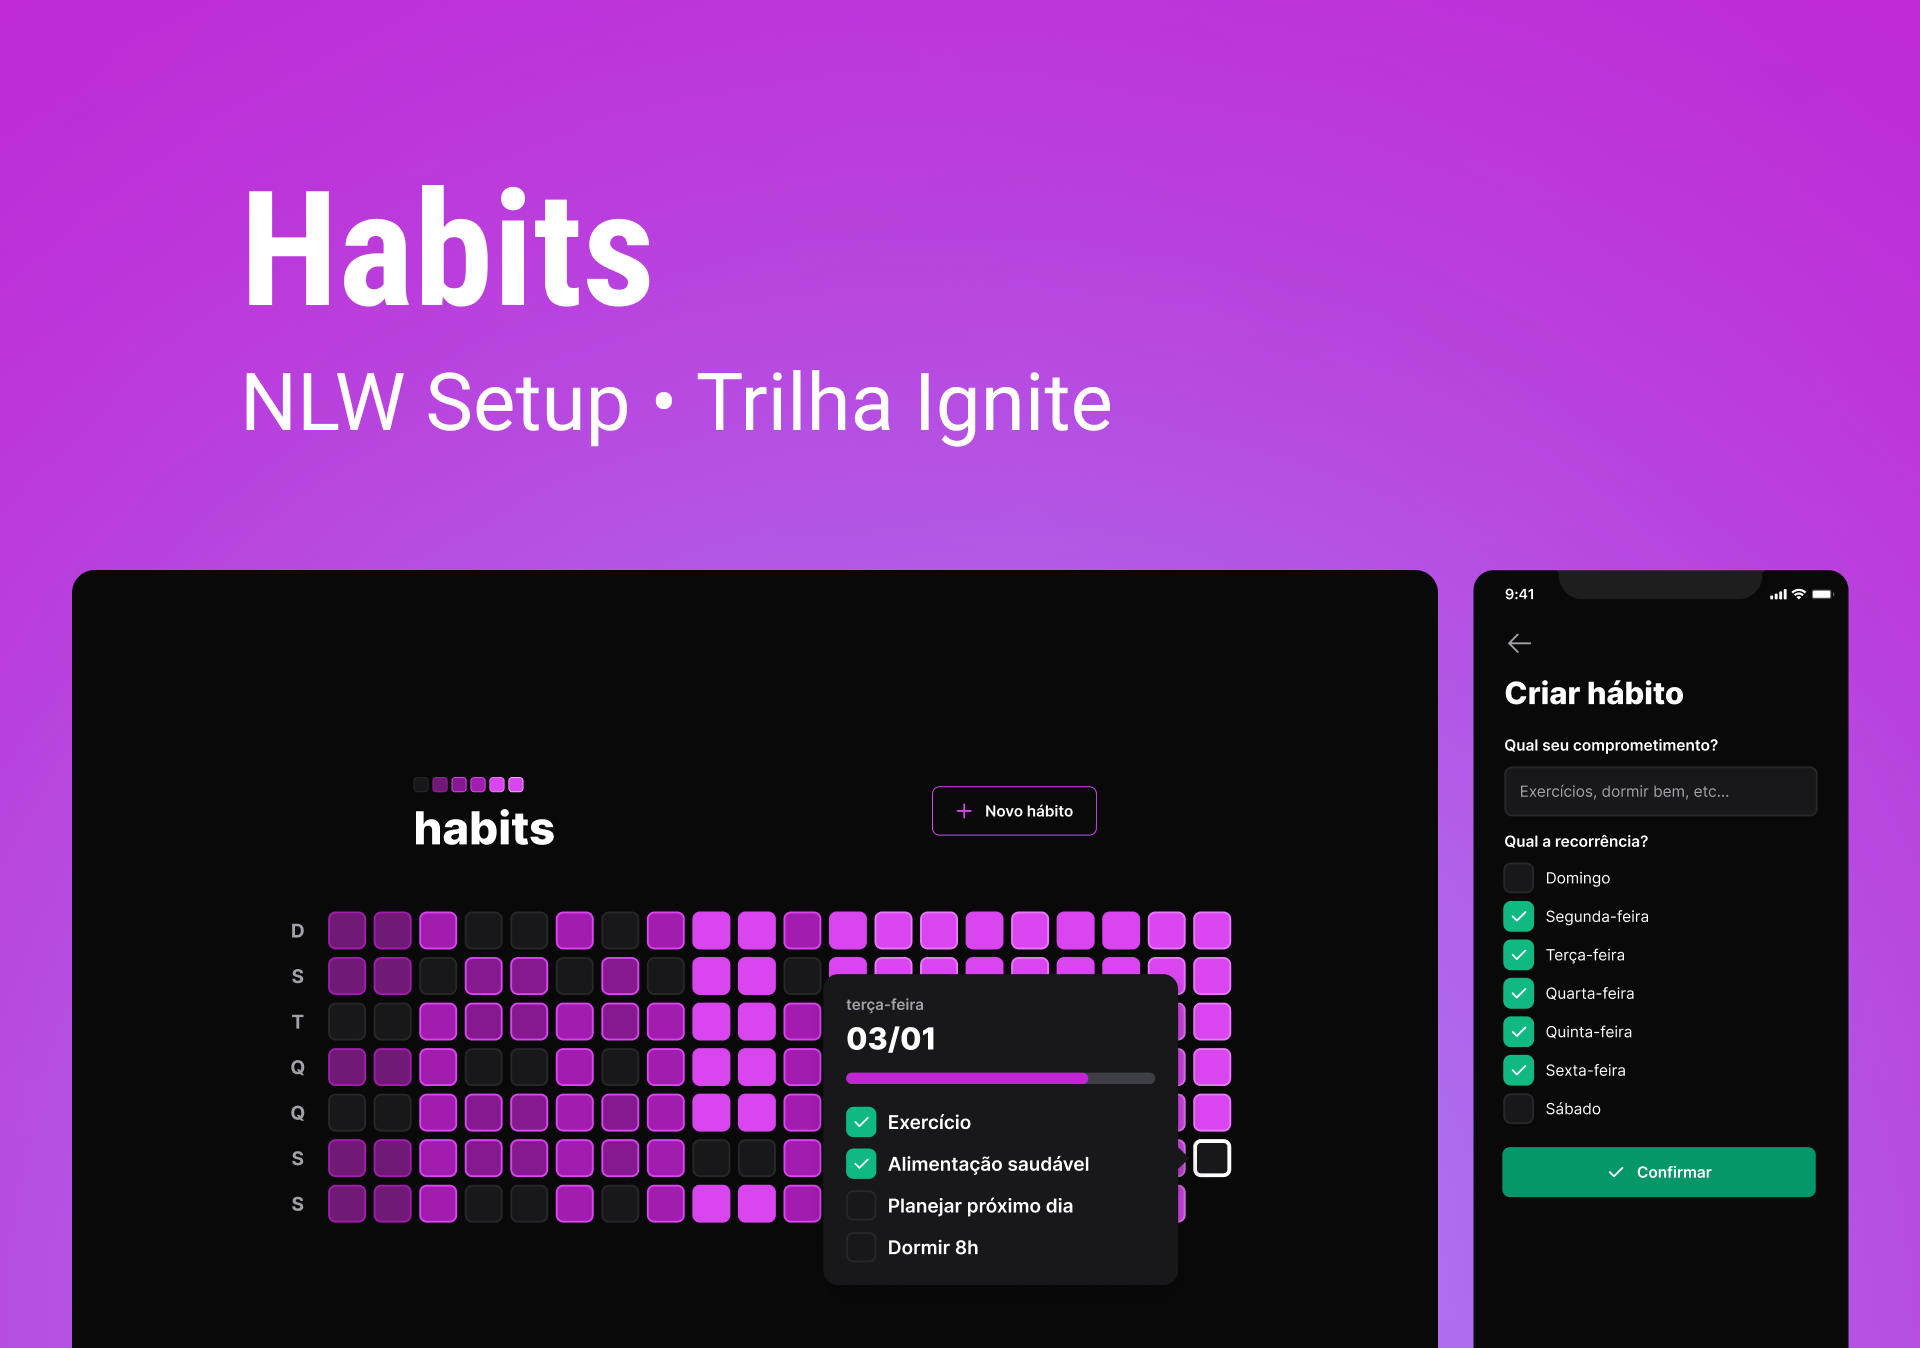 Habits
NLW Setup • Trilha Ignite
habits
Novo hábito
D
S
T
Q
Q
S
S
terça-feira
03/01
Exercício
Alimentação saudável
Planejar próximo dia
Dormir 8h
9:41
Criar hábito
Qual seu comprometimento?
Exercícios, dormir bem, etc...
Qual a recorrência?
Domingo
Segunda-feira
Terça-feira
Quarta-feira
Quinta-feira
Sexta-feira
Sábado
Confirmar